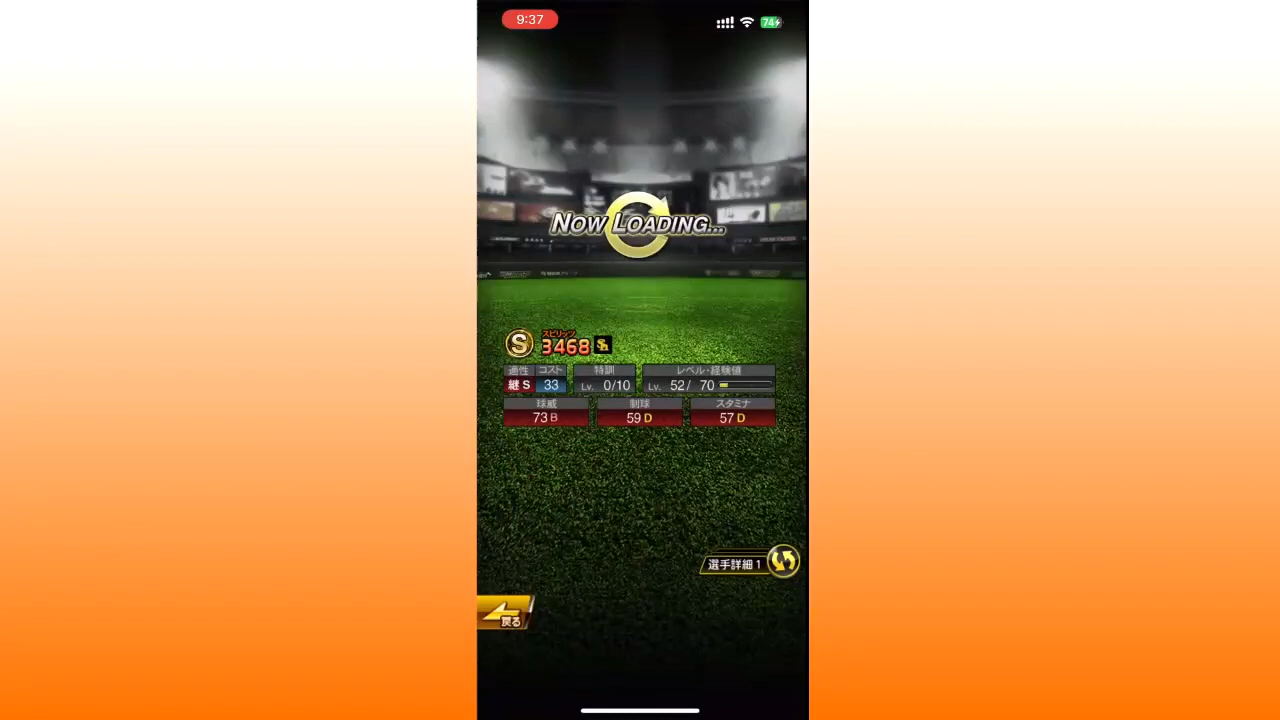 9:37
74
NOW LOADING...
S
スピリッツ
3468
適性 コスト 特訓 レベル・経験値
継 S 33 Lv. 0/10 Lv. 52/ 70
球威 制球 スタミナ
73 B 59 D 57 D
選手詳細 1
戻る